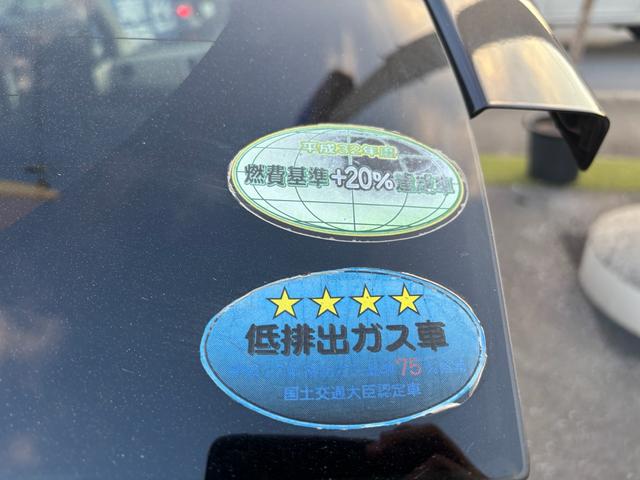 平成32年度
燃費基準+20%達成車
★★★★
低排出ガス車
75
国土交通大臣認定車